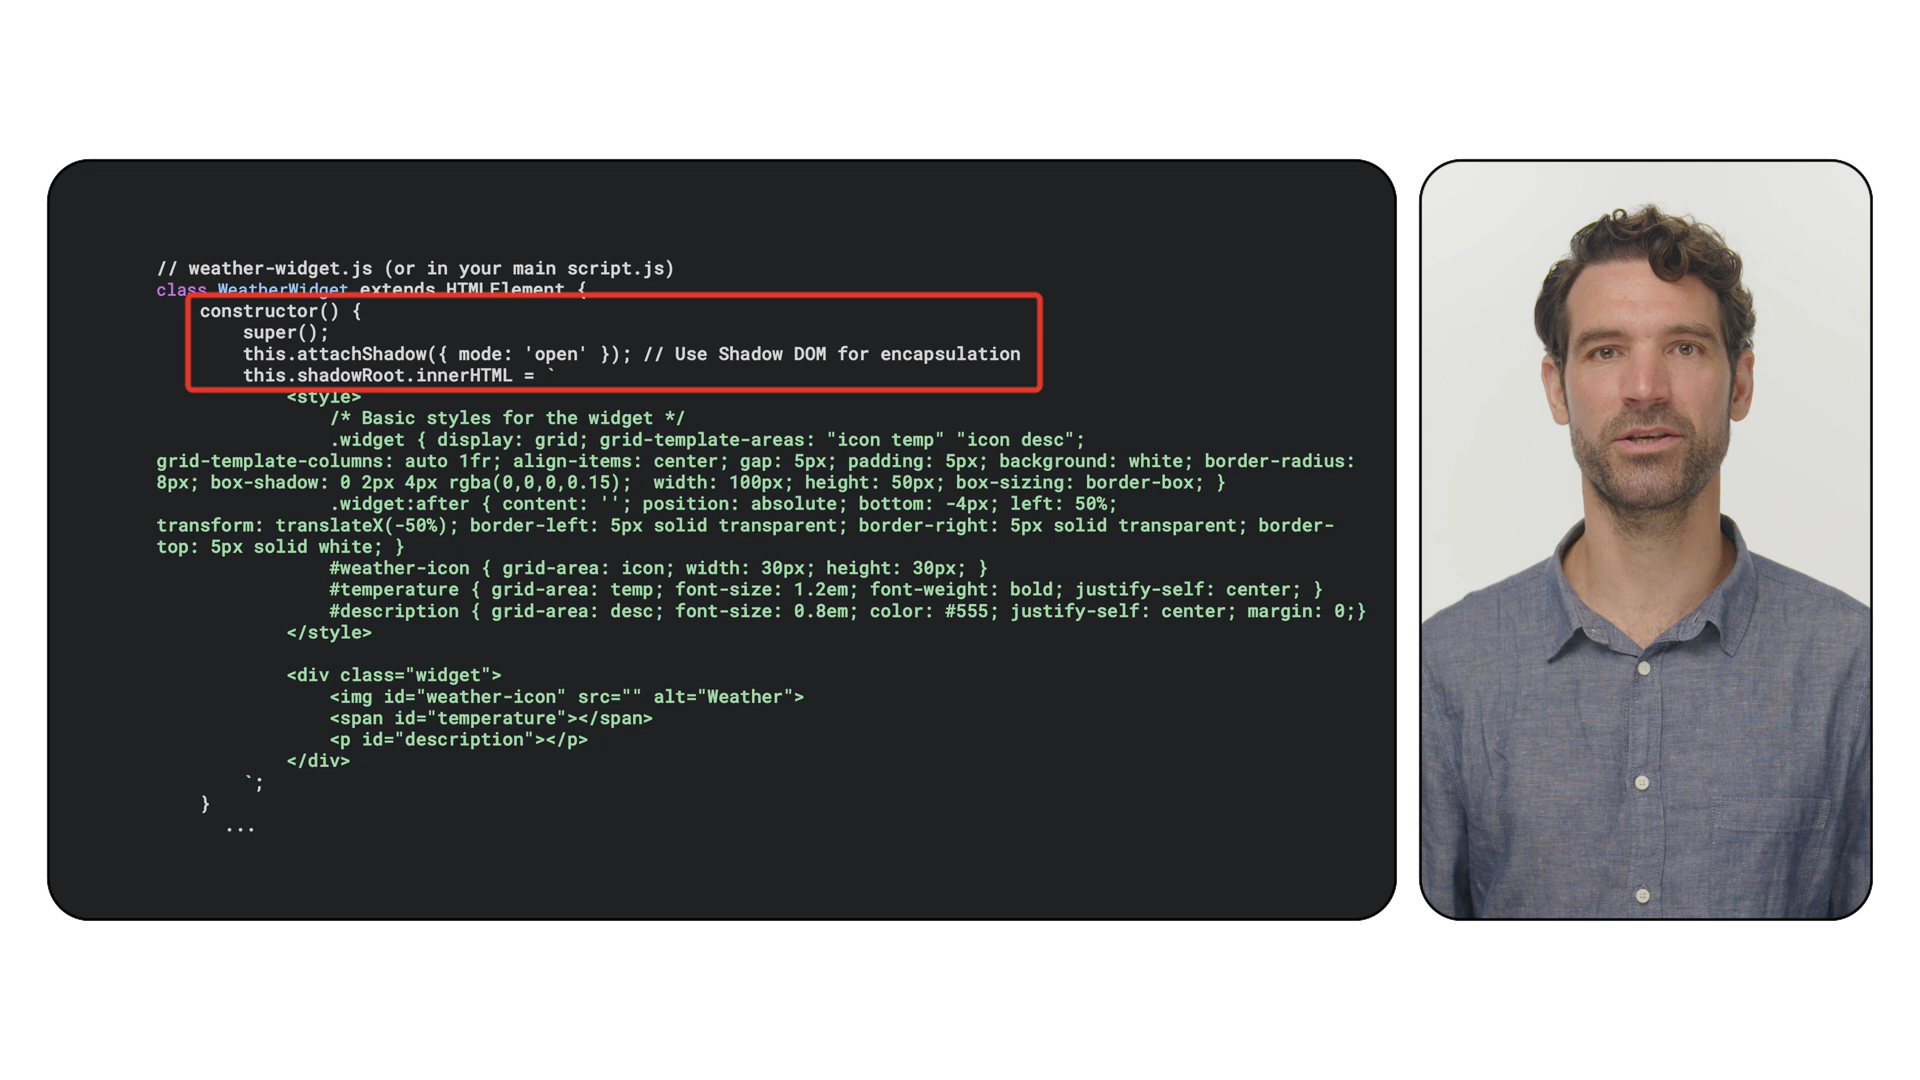 // weather-widget.js (or in your main script.js)
class WeatherWidget extends HTMLElement {
constructor() {
super();
this.attachShadow({ mode: 'open' }); // Use Shadow DOM for encapsulation
this.shadowRoot.innerHTML = `
<style>
/* Basic styles for the widget */
.widget { display: grid; grid-template-areas: "icon temp" "icon desc";
grid-template-columns: auto 1fr; align-items: center; gap: 5px; padding: 5px; background: white; border-radius:
8px; box-shadow: 0 2px 4px rgba(0,0,0,0.15);  width: 100px; height: 50px; box-sizing: border-box; }
.widget:after { content: ''; position: absolute; bottom: -4px; left: 50%;
transform: translateX(-50%); border-left: 5px solid transparent; border-right: 5px solid transparent; border-
top: 5px solid white; }
#weather-icon { grid-area: icon; width: 30px; height: 30px; }
#temperature { grid-area: temp; font-size: 1.2em; font-weight: bold; justify-self: center; }
#description { grid-area: desc; font-size: 0.8em; color: #555; justify-self: center; margin: 0;}
</style>
<div class="widget">
<img id="weather-icon" src="" alt="Weather">
<span id="temperature"></span>
<p id="description"></p>
</div>
`;
}
...